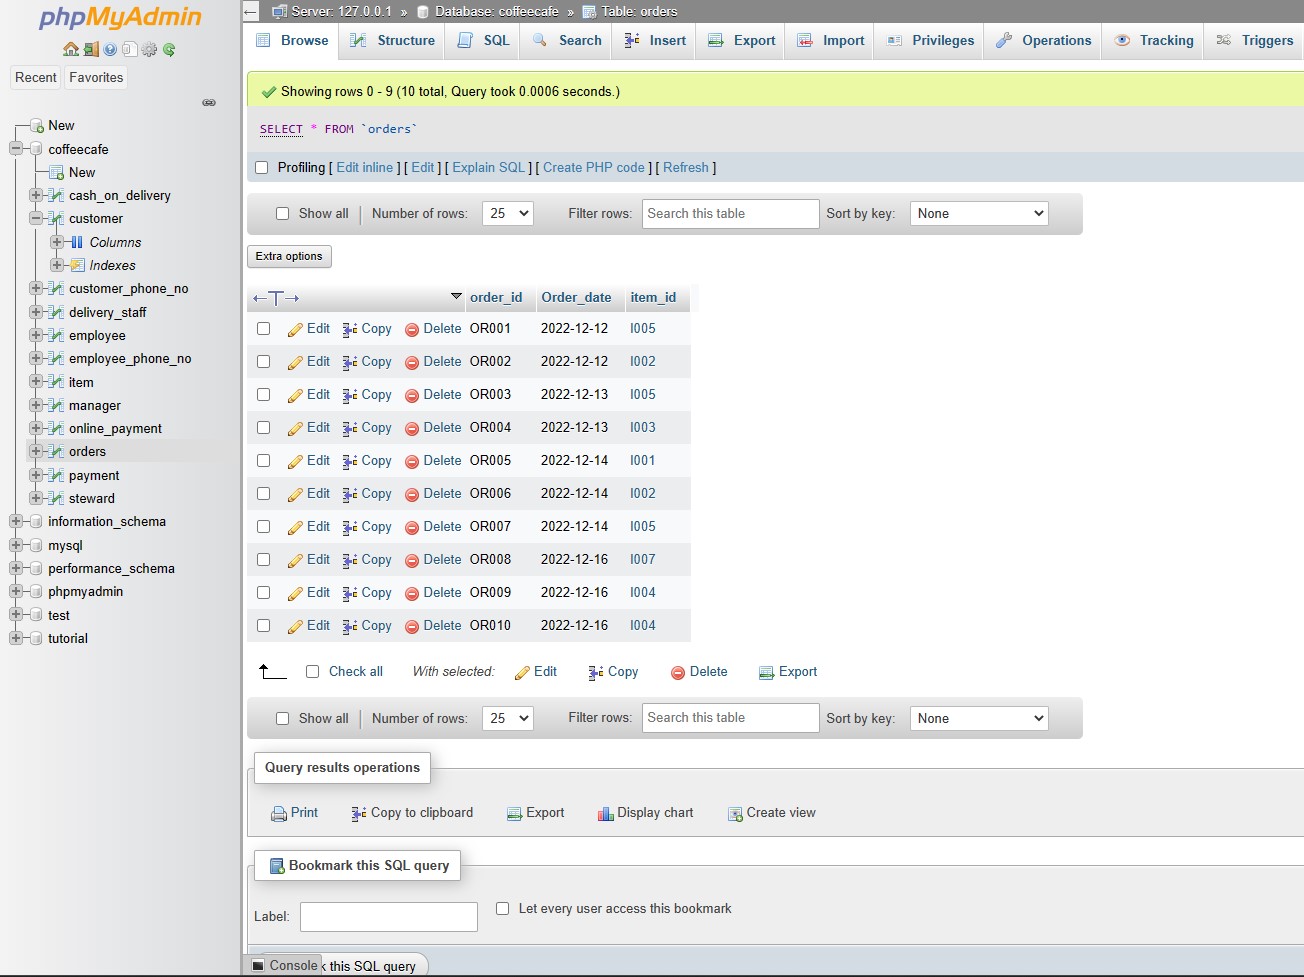 phpMyAdmin
Recent Favorites
New
coffeecafe
New
cash_on_delivery
customer
Columns
Indexes
customer_phone_no
delivery_staff
employee
employee_phone_no
item
manager
online_payment
orders
payment
steward
information_schema
mysql
performance_schema
phpmyadmin
test
tutorial
Server: 127.0.0.1 » Database: coffeecafe » Table: orders
Browse Structure SQL Search Insert Export Import Privileges Operations Tracking Triggers
Showing rows 0 - 9 (10 total, Query took 0.0006 seconds.)
SELECT * FROM `orders`
Profiling [ Edit inline ] [ Edit ] [ Explain SQL ] [ Create PHP code ] [ Refresh ]
Show all | Number of rows: 25 Filter rows: Search this table Sort by key: None
Extra options
←T→ order_id Order_date item_id
Edit Copy Delete OR001 2022-12-12 I005
Edit Copy Delete OR002 2022-12-12 I002
Edit Copy Delete OR003 2022-12-13 I005
Edit Copy Delete OR004 2022-12-13 I003
Edit Copy Delete OR005 2022-12-14 I001
Edit Copy Delete OR006 2022-12-14 I002
Edit Copy Delete OR007 2022-12-14 I005
Edit Copy Delete OR008 2022-12-16 I007
Edit Copy Delete OR009 2022-12-16 I004
Edit Copy Delete OR010 2022-12-16 I004
Check all With selected: Edit Copy Delete Export
Show all | Number of rows: 25 Filter rows: Search this table Sort by key: None
Query results operations
Print Copy to clipboard Export Display chart Create view
Bookmark this SQL query
Label: Let every user access this bookmark
Console k this SQL query